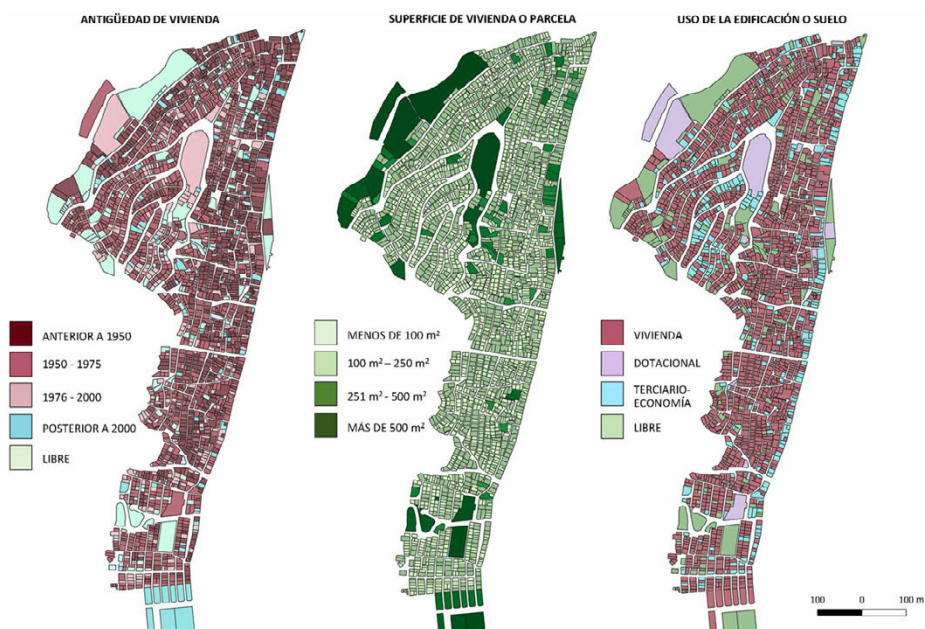 ANTIGÜEDAD DE VIVIENDA
ANTERIOR A 1950
1950 - 1975
1976 - 2000
POSTERIOR A 2000
LIBRE
SUPERFICIE DE VIVIENDA O PARCELA
MENOS DE 100 m²
100 m² – 250 m²
251 m² - 500 m²
MÁS DE 500 m²
USO DE LA EDIFICACIÓN O SUELO
VIVIENDA
DOTACIONAL
TERCIARIO-
ECONOMÍA
LIBRE
100 0 100 m